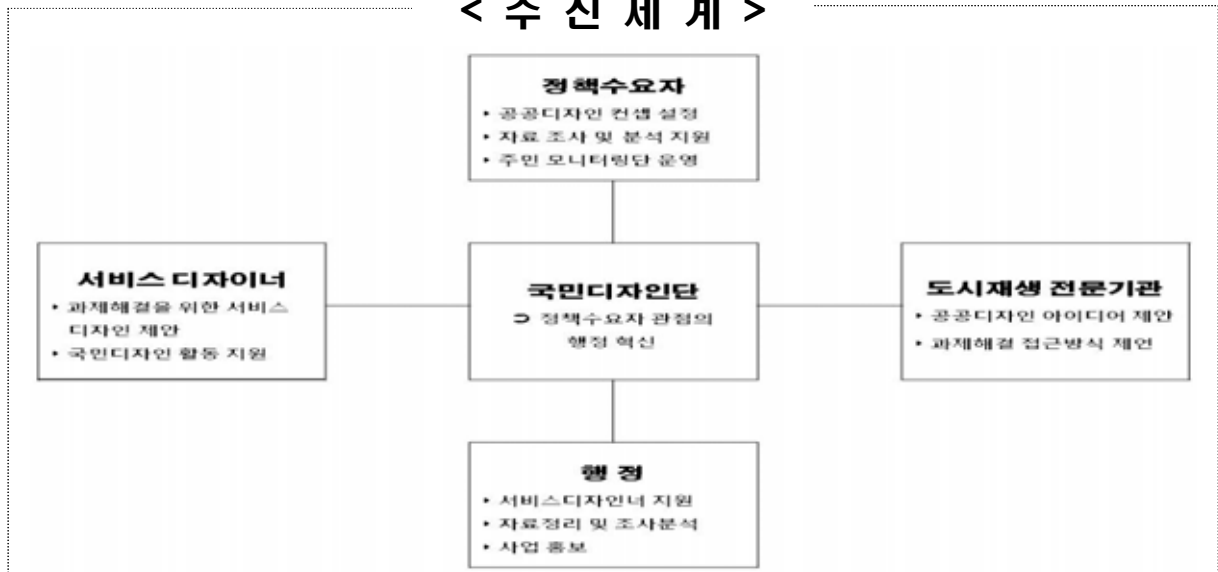 < 수 신 세 계 >
정책수요자
‣ 공공디자인 컨셉 설정
‣ 자료 조사 및 분석 지원
‣ 주민 모니터링단 운영
서비스 디자이너
‣ 과제해결을 위한 서비스
디자인 제안
‣ 국민디자인 활동 지원
국민디자인단
⊃ 정책수요자 관점의
행정 혁신
도시재생 전문기관
‣ 공공디자인 아이디어 제안
‣ 과제해결 접근방식 제언
행 정
‣ 서비스디자인너 지원
‣ 자료정리 및 조사분석
‣ 사업 홍보